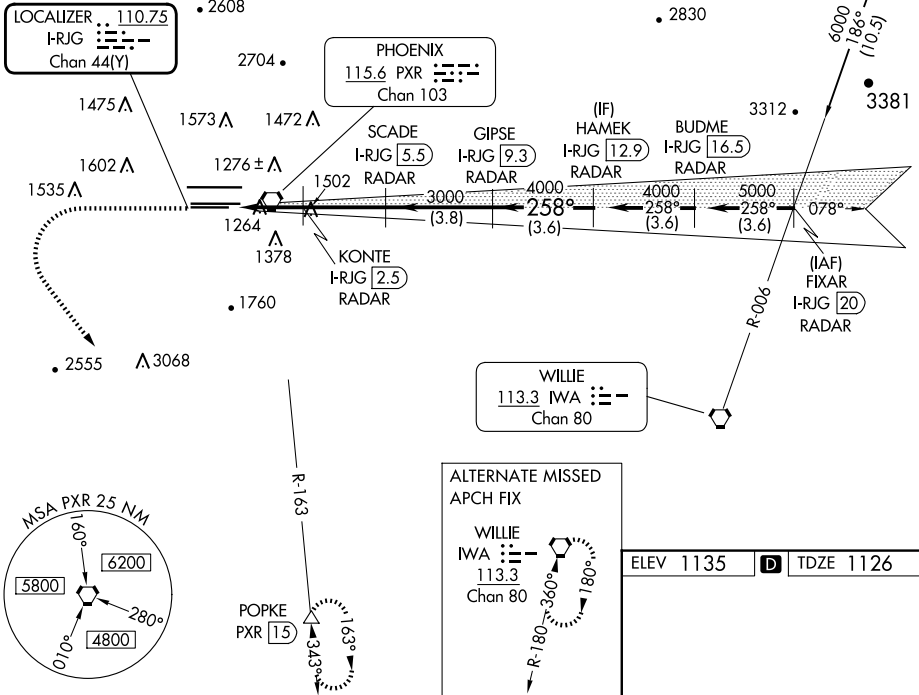 LOCALIZER 110.75
I-RJG
Chan 44(Y)
2608
2830
6000
186°
(10.5)
2704
PHOENIX
115.6 PXR
Chan 103
3381
3312
1475
1573
1472
SCADE
I-RJG 5.5
RADAR
GIPSE
I-RJG 9.3
RADAR
(IF)
HAMEK
I-RJG 12.9
RADAR
BUDME
I-RJG 16.5
RADAR
1602
1276 ±
1535
1502
3000
(3.8)
4000
258°
(3.6)
4000
258°
(3.6)
5000
258°
(3.6)
078°
1264
1378
KONTE
I-RJG 2.5
RADAR
(IAF)
FIXAR
I-RJG 20
RADAR
1760
R-006
2555
3068
WILLIE
113.3 IWA
Chan 80
R-163
MSA PXR 25 NM
160°
6200
5800
280°
010°
4800
POPKE
PXR 15
343°
163°
ALTERNATE MISSED
APCH FIX
WILLIE
IWA
113.3
Chan 80
R-180
360°
180°
ELEV 1135
D
TDZE 1126